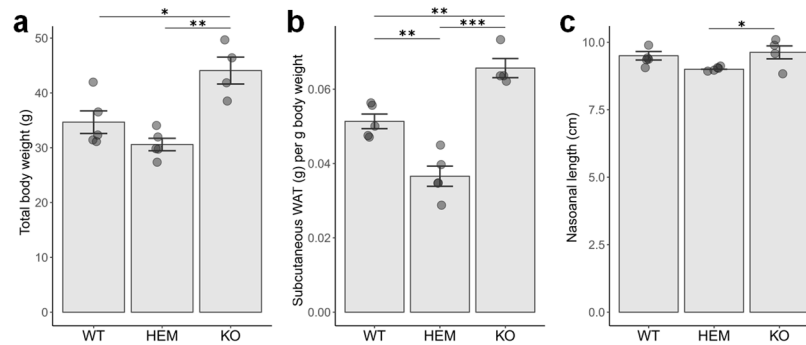 a
*
**
50
40
30
20
10
0
Total body weight (g)
WT HEM KO
b
**
** ***
0.06
0.04
0.02
0.00
Subcutaneous WAT (g) per g body weight
WT HEM KO
c
*
10.0
7.5
5.0
2.5
0.0
Nasoanal length (cm)
WT HEM KO